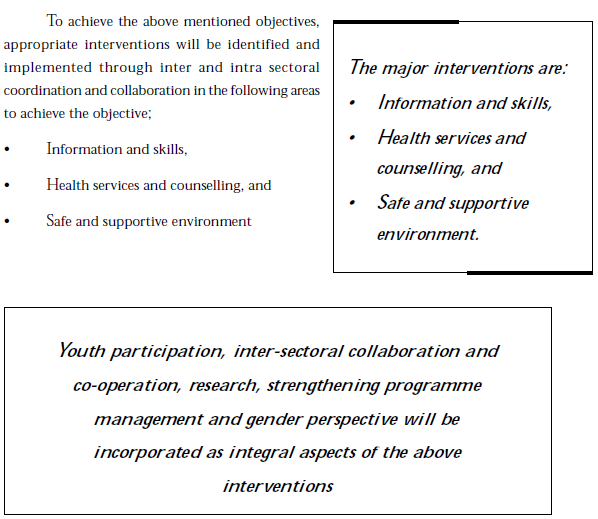 To achieve the above mentioned objectives,
appropriate interventions will be identified and
implemented through inter and intra sectoral
coordination and collaboration in the following areas
to achieve the objective;
• Information and skills,
• Health services and counselling, and
• Safe and supportive environment
The major interventions are:
• Information and skills,
• Health services and
counselling, and
• Safe and supportive
environment.
Youth participation, inter-sectoral collaboration and
co-operation, research, strengthening programme
management and gender perspective will be
incorporated as integral aspects of the above
interventions